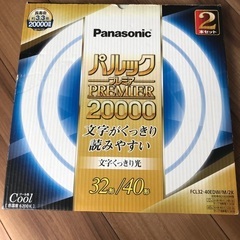 Panasonic
2
本セット
20000
パルック
プレミア
PREMIER
20000
文字がくっきり
読みやすい
文字くっきり光
32形/40形
Cool